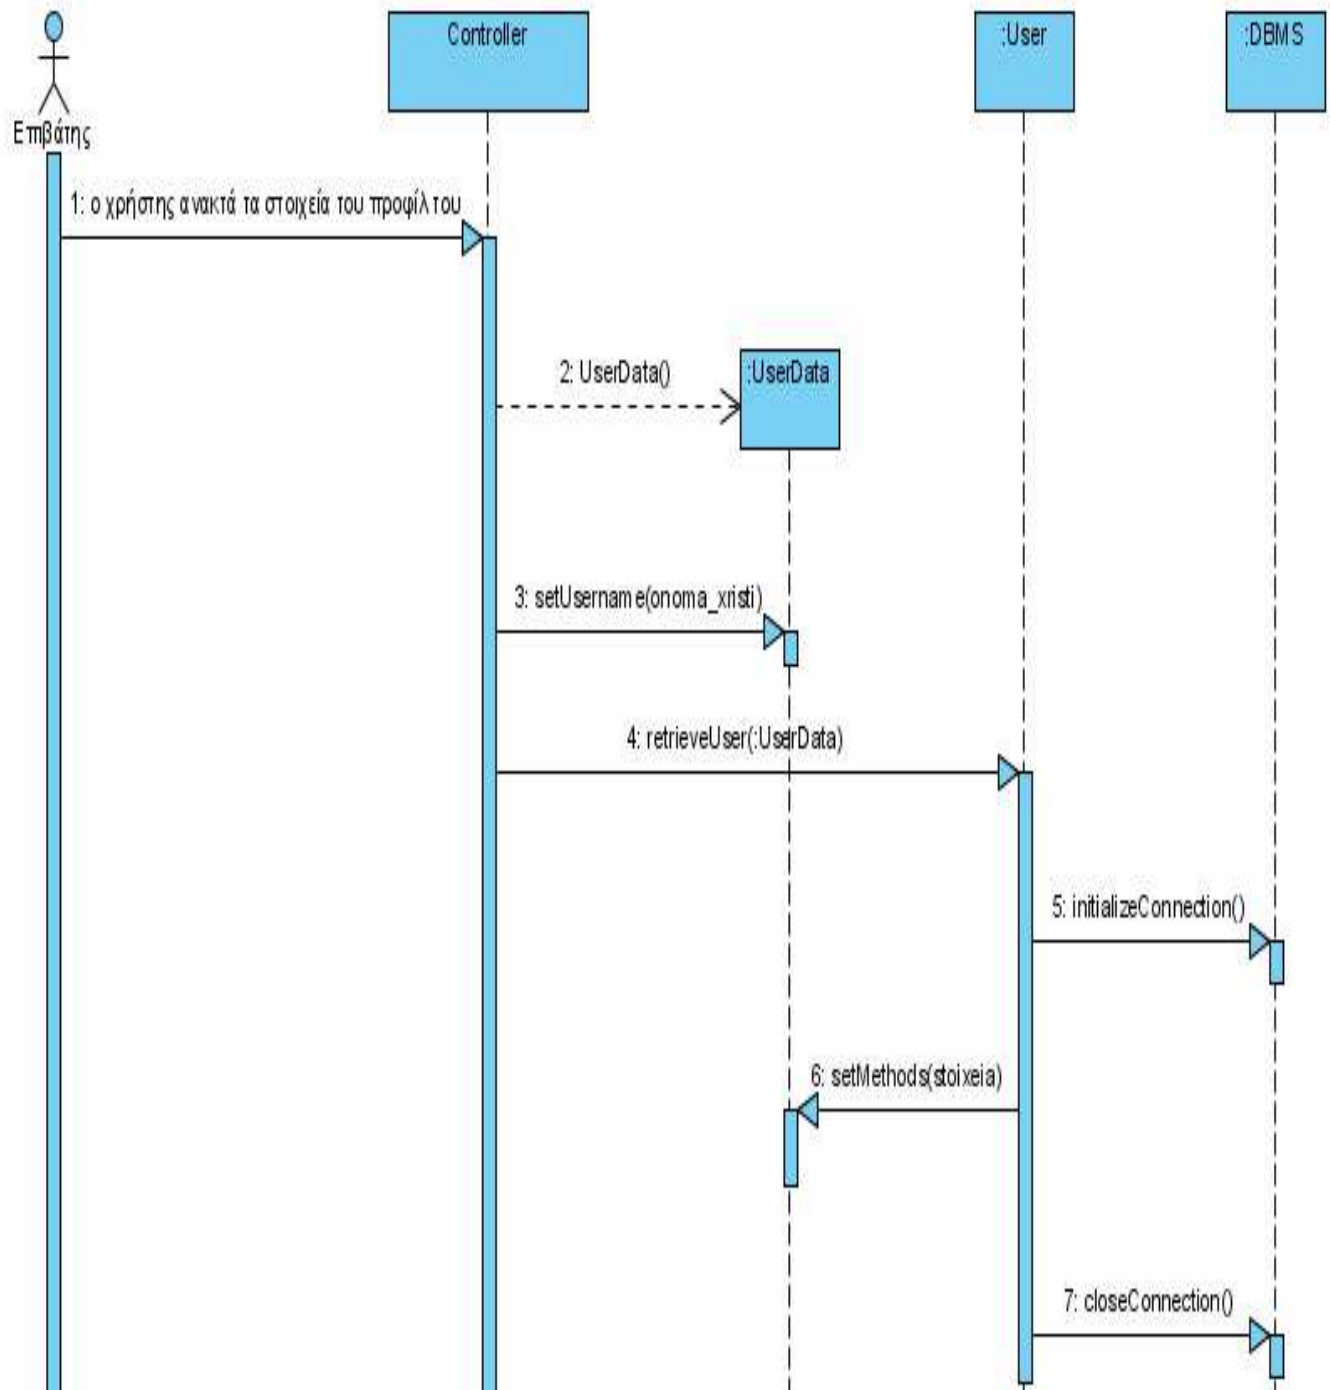 Controller
:User
:DBMS
Επιβάτης
1: ο χρήστης ανακτά τα στοιχεία του προφίλ του
2: UserData()
:UserData
3: setUsername(onoma_xristi)
4: retrieveUser(:UserData)
5: initializeConnection()
6: setMethods(stoixeia)
7: closeConnection()